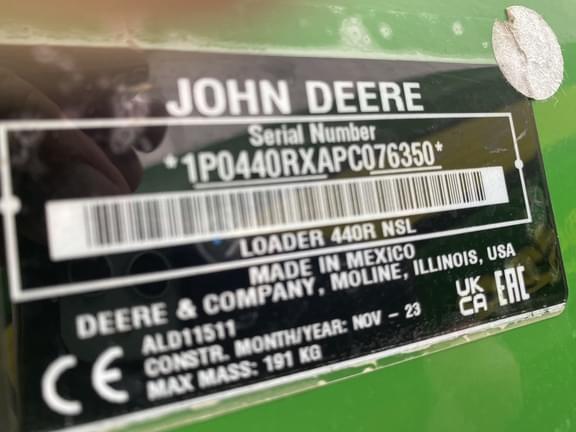 JOHN DEERE
Serial Number
*1P0440RXAPC076350*
LOADER 440R NSL
MADE IN MEXICO
DEERE & COMPANY, MOLINE, ILLINOIS, USA
ALD11511
CONSTR. MONTH/YEAR: NOV - 23
MAX MASS: 191 KG
CE
UK
CA
EAC